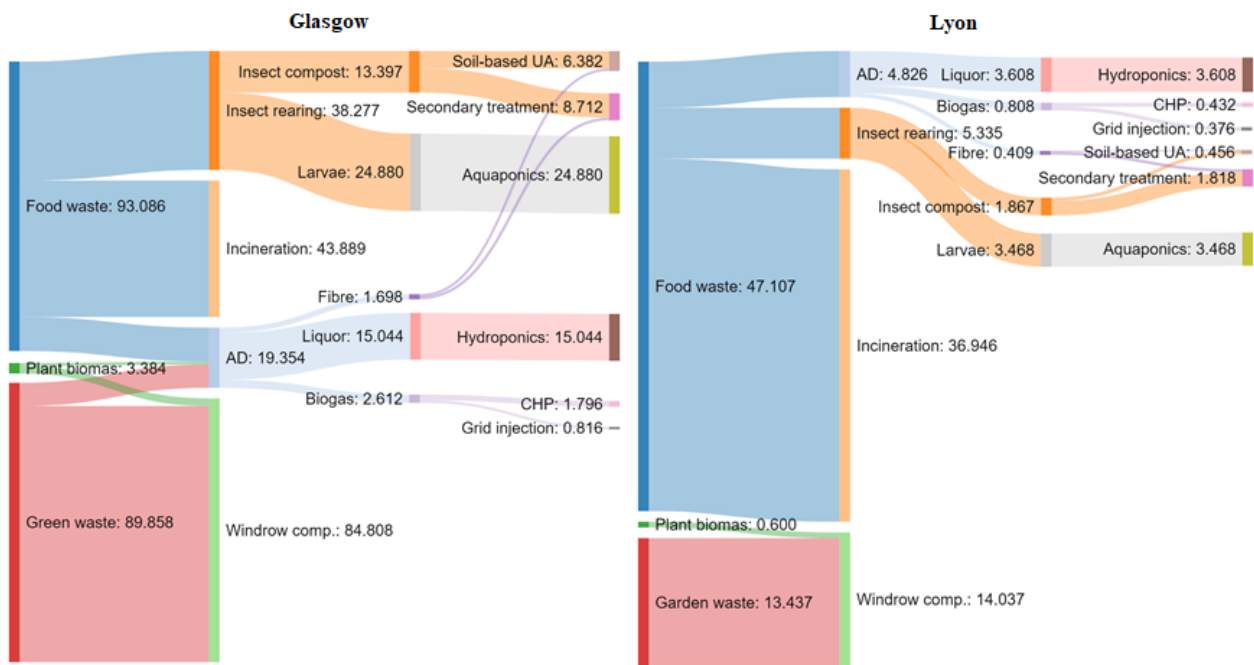 Glasgow
Insect compost: 13.397
Soil-based UA: 6.382
Insect rearing: 38.277
Secondary treatment: 8.712
Larvae: 24.880
Aquaponics: 24.880
Food waste: 93.086
Incineration: 43.889
Fibre: 1.698
Liquor: 15.044
Hydroponics: 15.044
AD: 19.354
Plant biomas: 3.384
Biogas: 2.612
CHP: 1.796
Grid injection: 0.816
Green waste: 89.858
Windrow comp.: 84.808
Lyon
AD: 4.826
Liquor: 3.608
Hydroponics: 3.608
Biogas: 0.808
CHP: 0.432
Insect rearing: 5.335
Grid injection: 0.376
Fibre: 0.409
Soil-based UA: 0.456
Secondary treatment: 1.818
Insect compost: 1.867
Larvae: 3.468
Aquaponics: 3.468
Food waste: 47.107
Incineration: 36.946
Plant biomas: 0.600
Garden waste: 13.437
Windrow comp.: 14.037